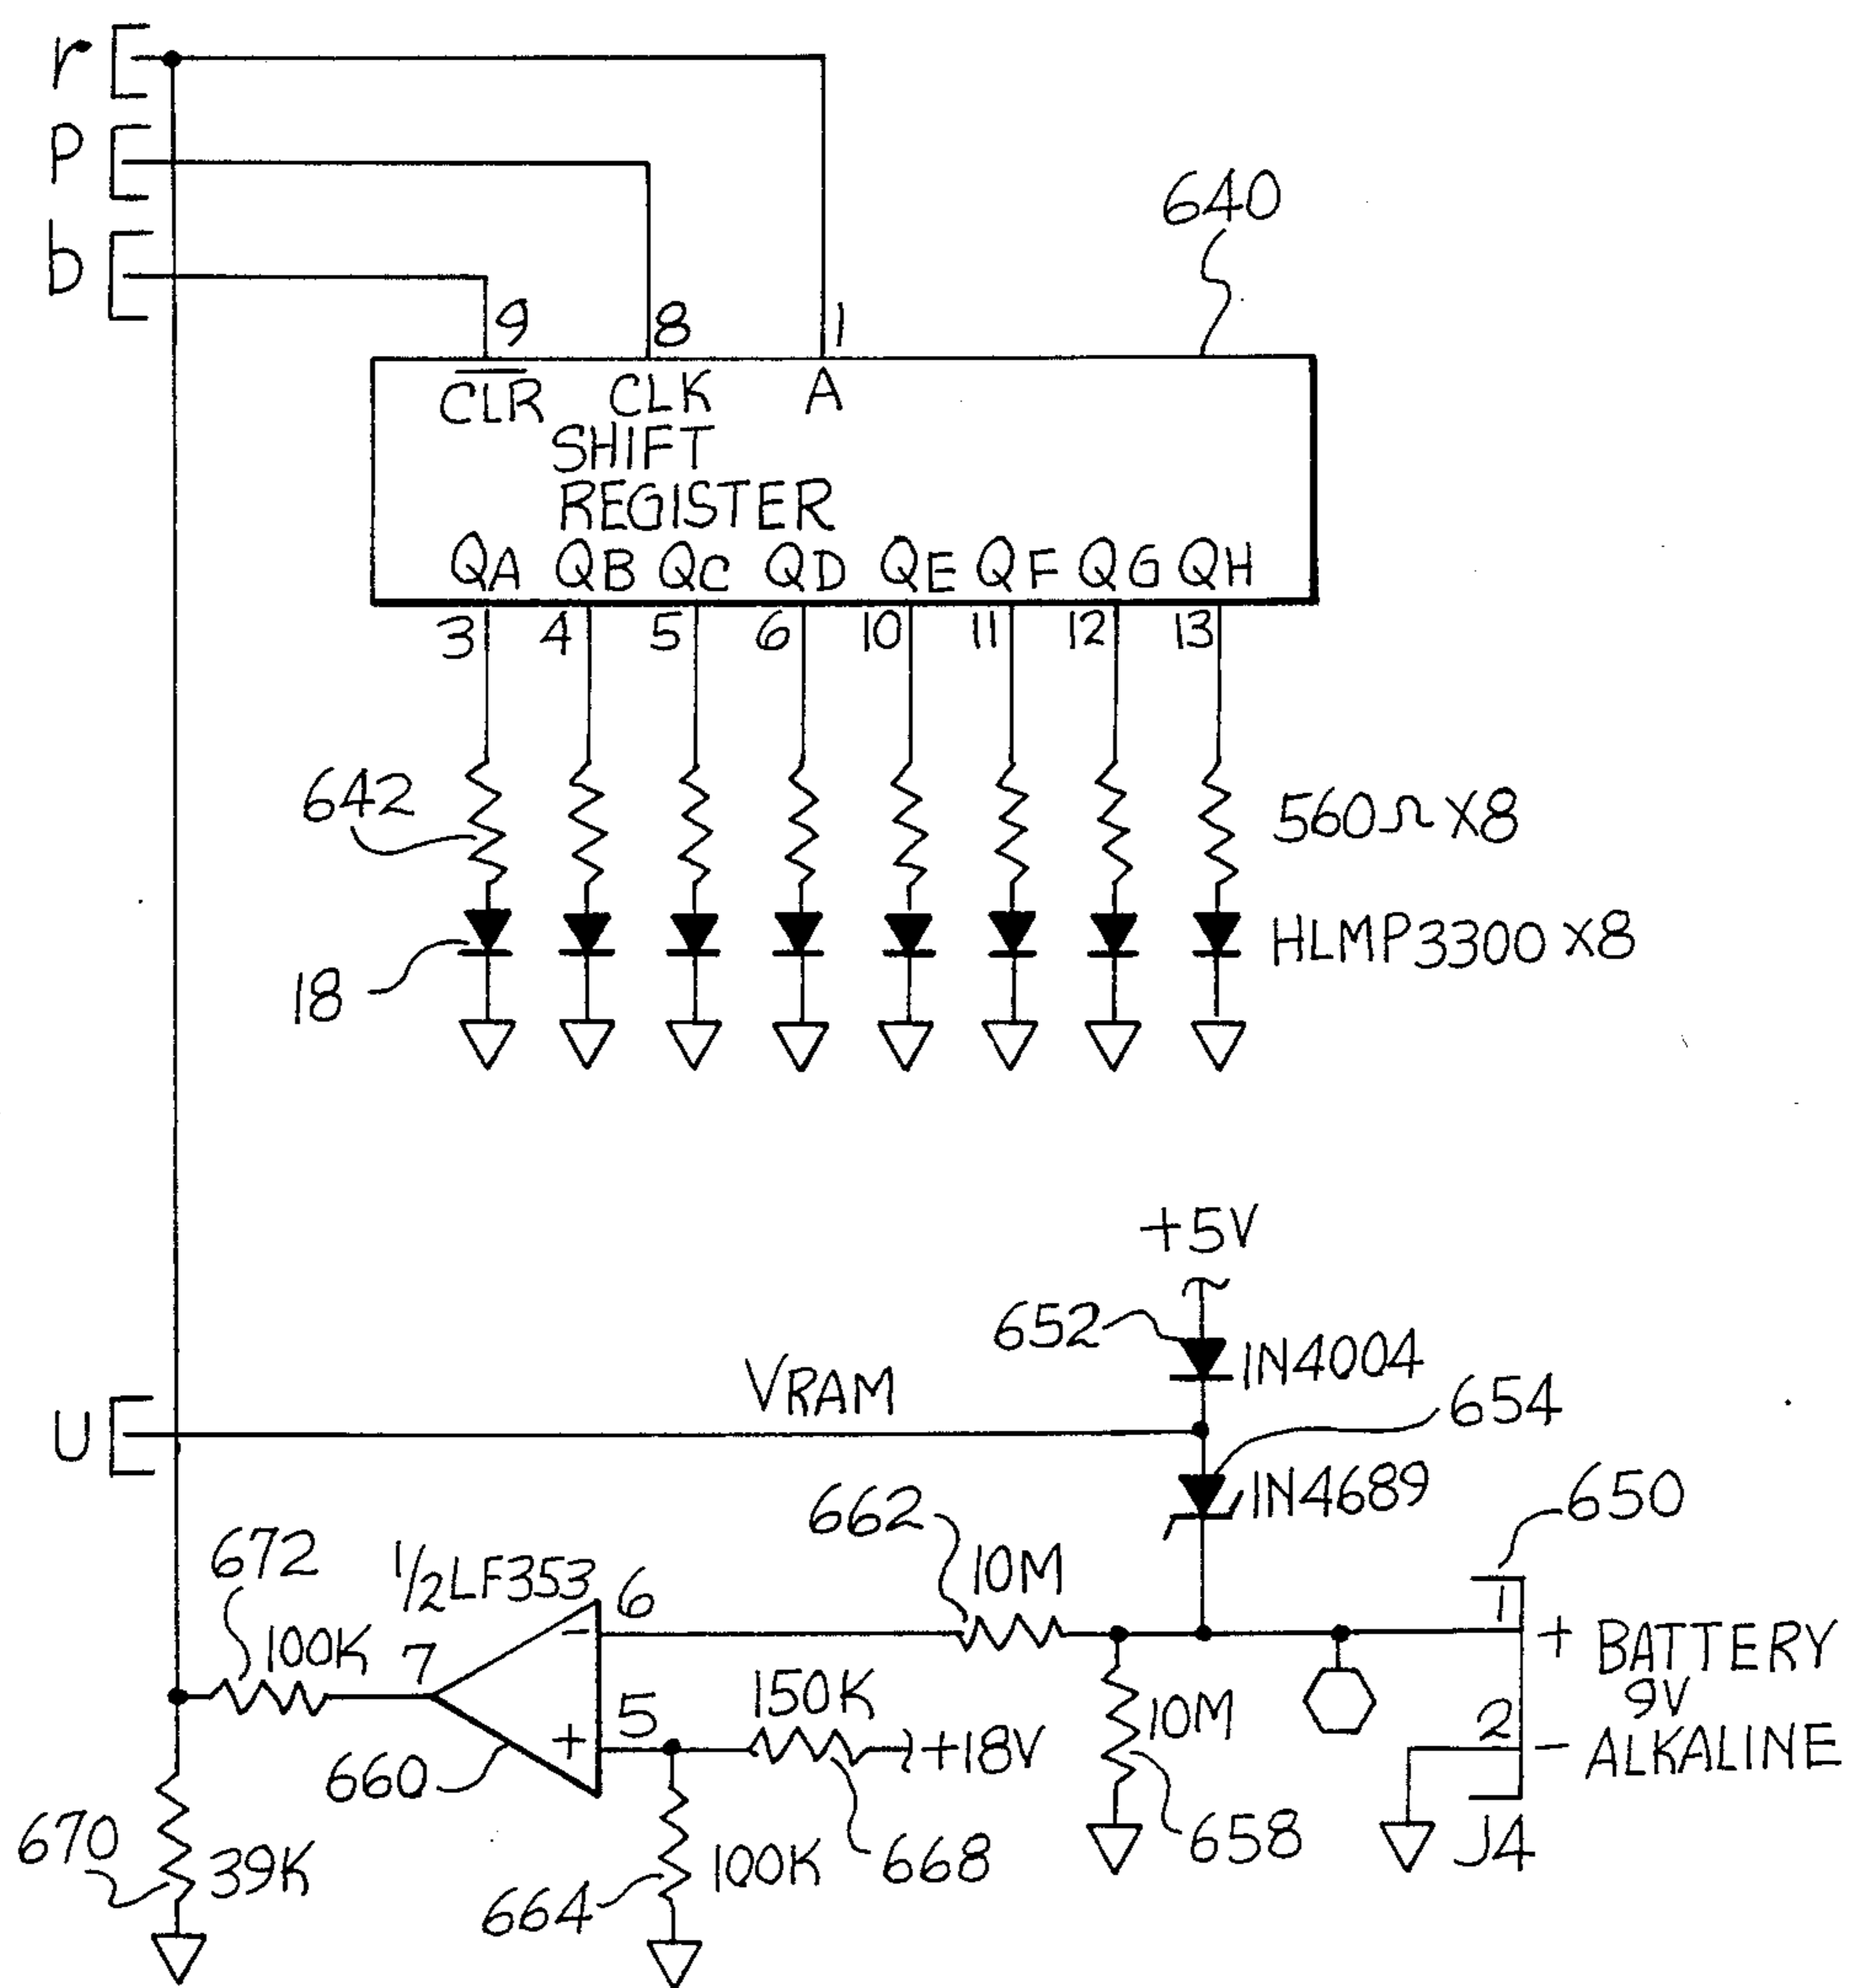 r
P
b
640
9 8 1
CLR CLK A
SHIFT
REGISTER
QA QB QC QD QE QF QG QH
3 4 5 6 10 11 12 13
642
560Ω X8
18
HLMP3300 X8
+5V
652
IN4004
VRAM
654
U
IN4689
650
662
672
1/2LF353
6
10M
1
+ BATTERY
100K
7
-
5
150K
9V
10M
2
+
+18V
- ALKALINE
660
670
39K
664
100K
668
658
J4